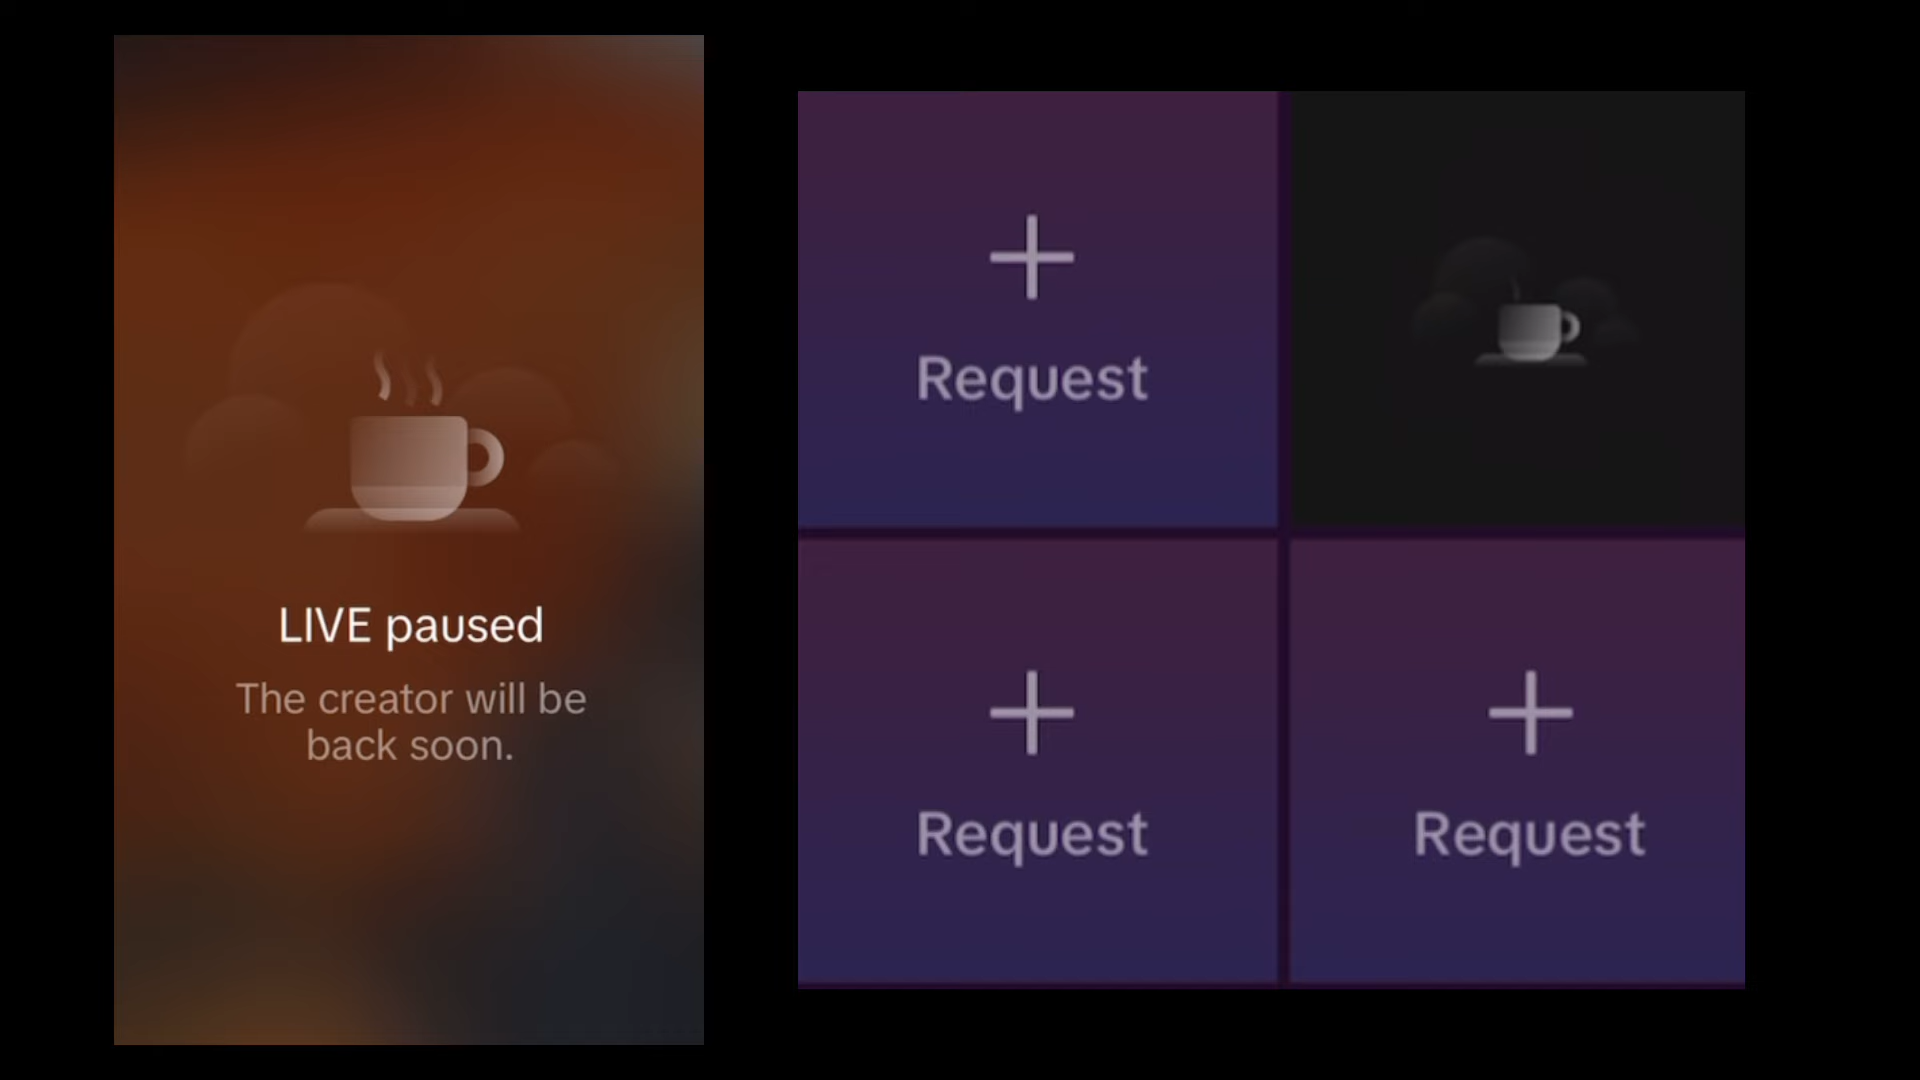 LIVE paused
The creator will be
back soon.
Request
Request
Request